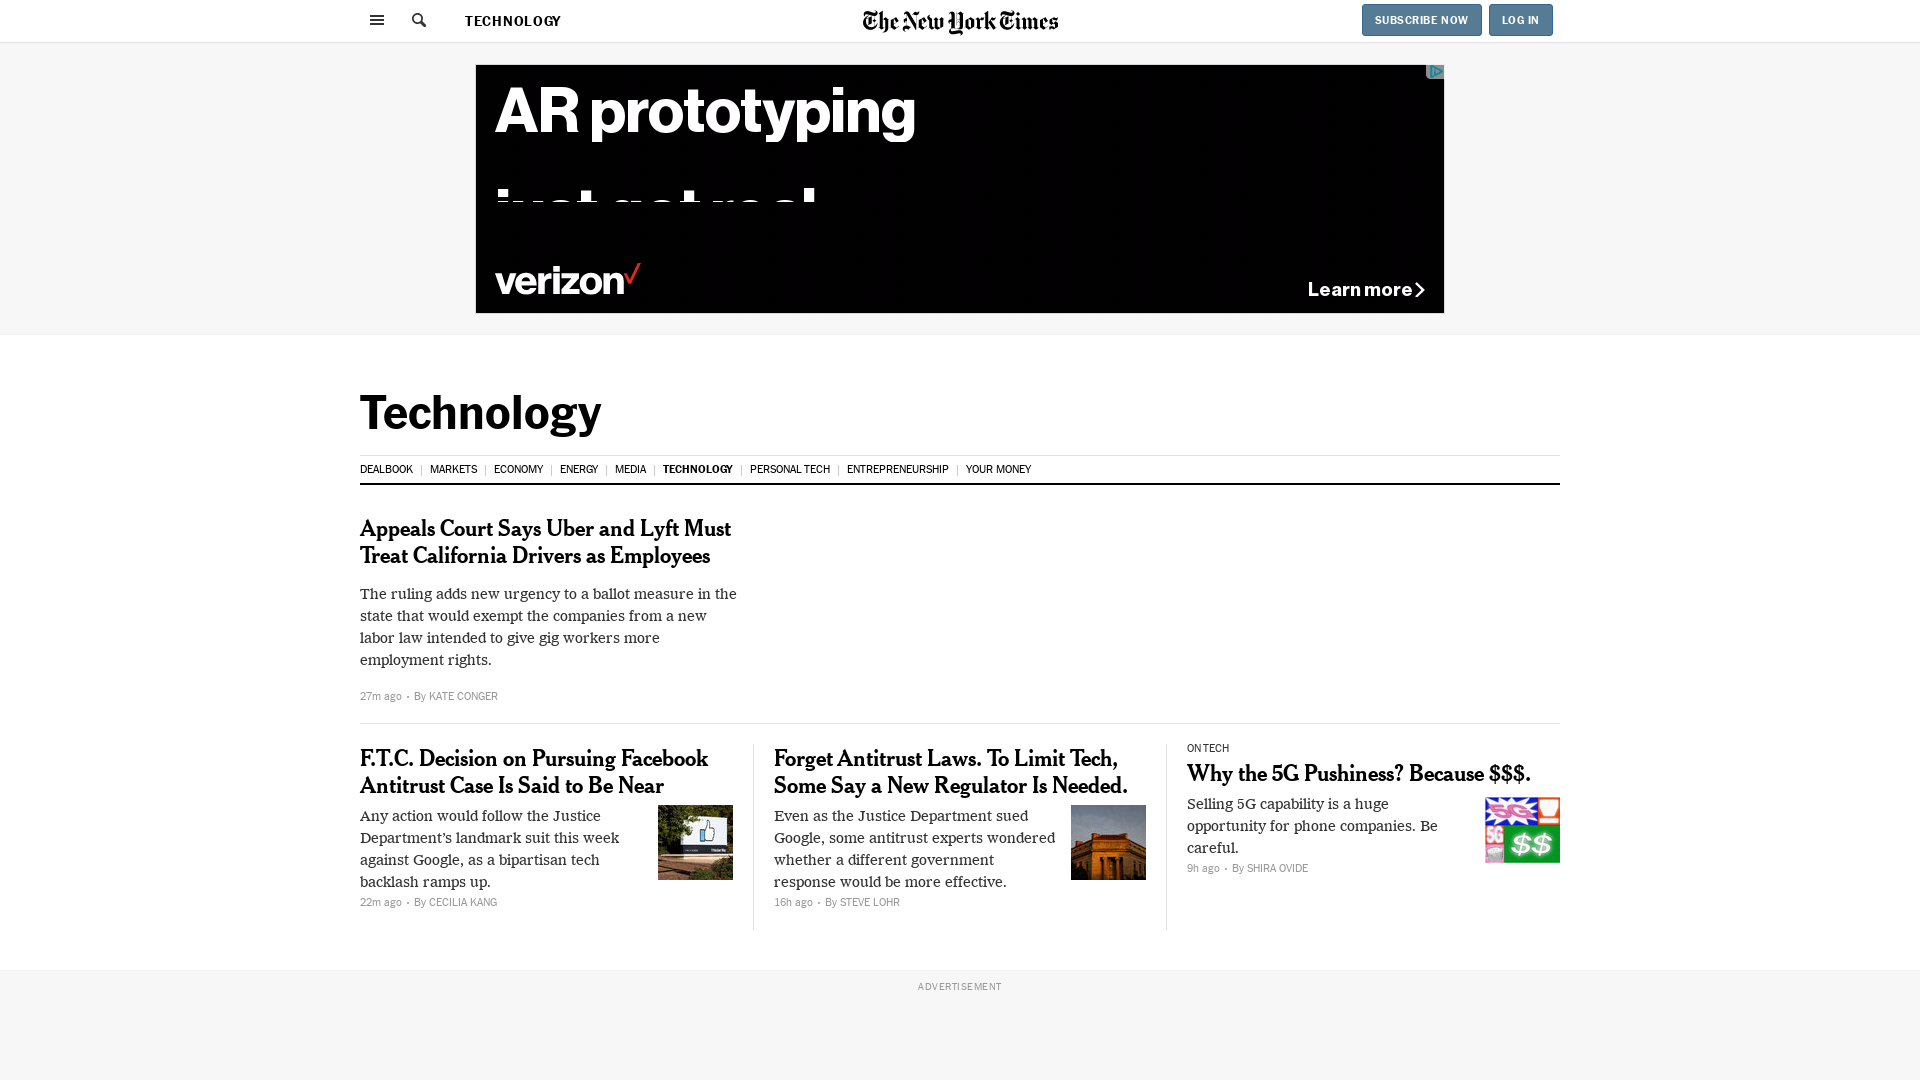 TECHNOLOGY
The New York Times
SUBSCRIBE NOW
LOG IN
AR prototyping
just got real
verizon
Learn more
Technology
DEALBOOK
MARKETS
ECONOMY
ENERGY
MEDIA
TECHNOLOGY
PERSONAL TECH
ENTREPRENEURSHIP
YOUR MONEY
Appeals Court Says Uber and Lyft Must
Treat California Drivers as Employees
The ruling adds new urgency to a ballot measure in the
state that would exempt the companies from a new
labor law intended to give gig workers more
employment rights.
27m ago • By KATE CONGER
F.T.C. Decision on Pursuing Facebook
Antitrust Case Is Said to Be Near
Any action would follow the Justice
Department’s landmark suit this week
against Google, as a bipartisan tech
backlash ramps up.
22m ago • By CECILIA KANG
Forget Antitrust Laws. To Limit Tech,
Some Say a New Regulator Is Needed.
Even as the Justice Department sued
Google, some antitrust experts wondered
whether a different government
response would be more effective.
16h ago • By STEVE LOHR
ON TECH
Why the 5G Pushiness? Because $$$.
Selling 5G capability is a huge
opportunity for phone companies. Be
careful.
9h ago • By SHIRA OVIDE
5G
5G
$$
ADVERTISEMENT